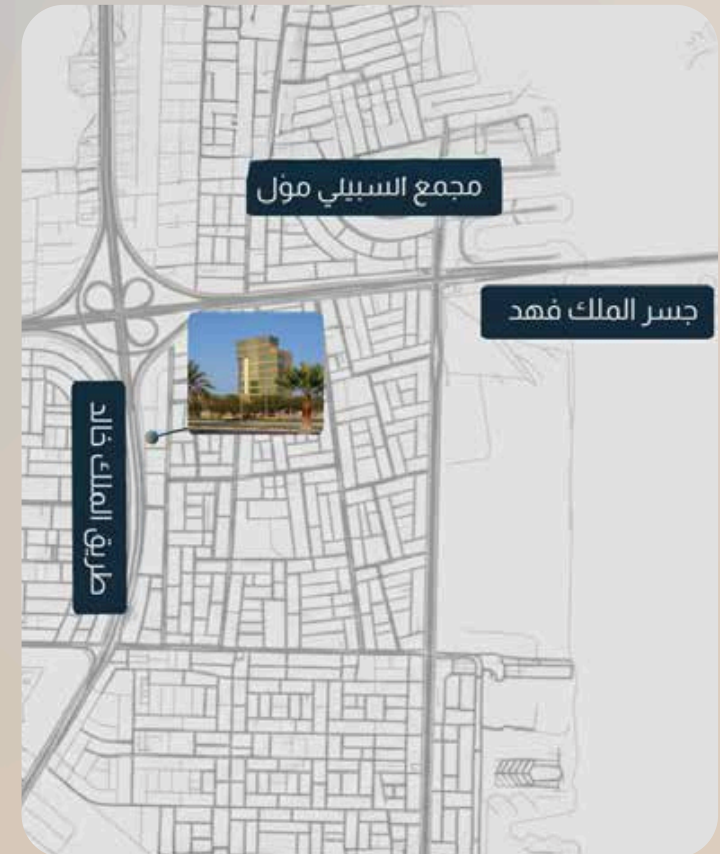 مجمع السبيلي مول
جسر الملك فهد
طريق الملك خالد